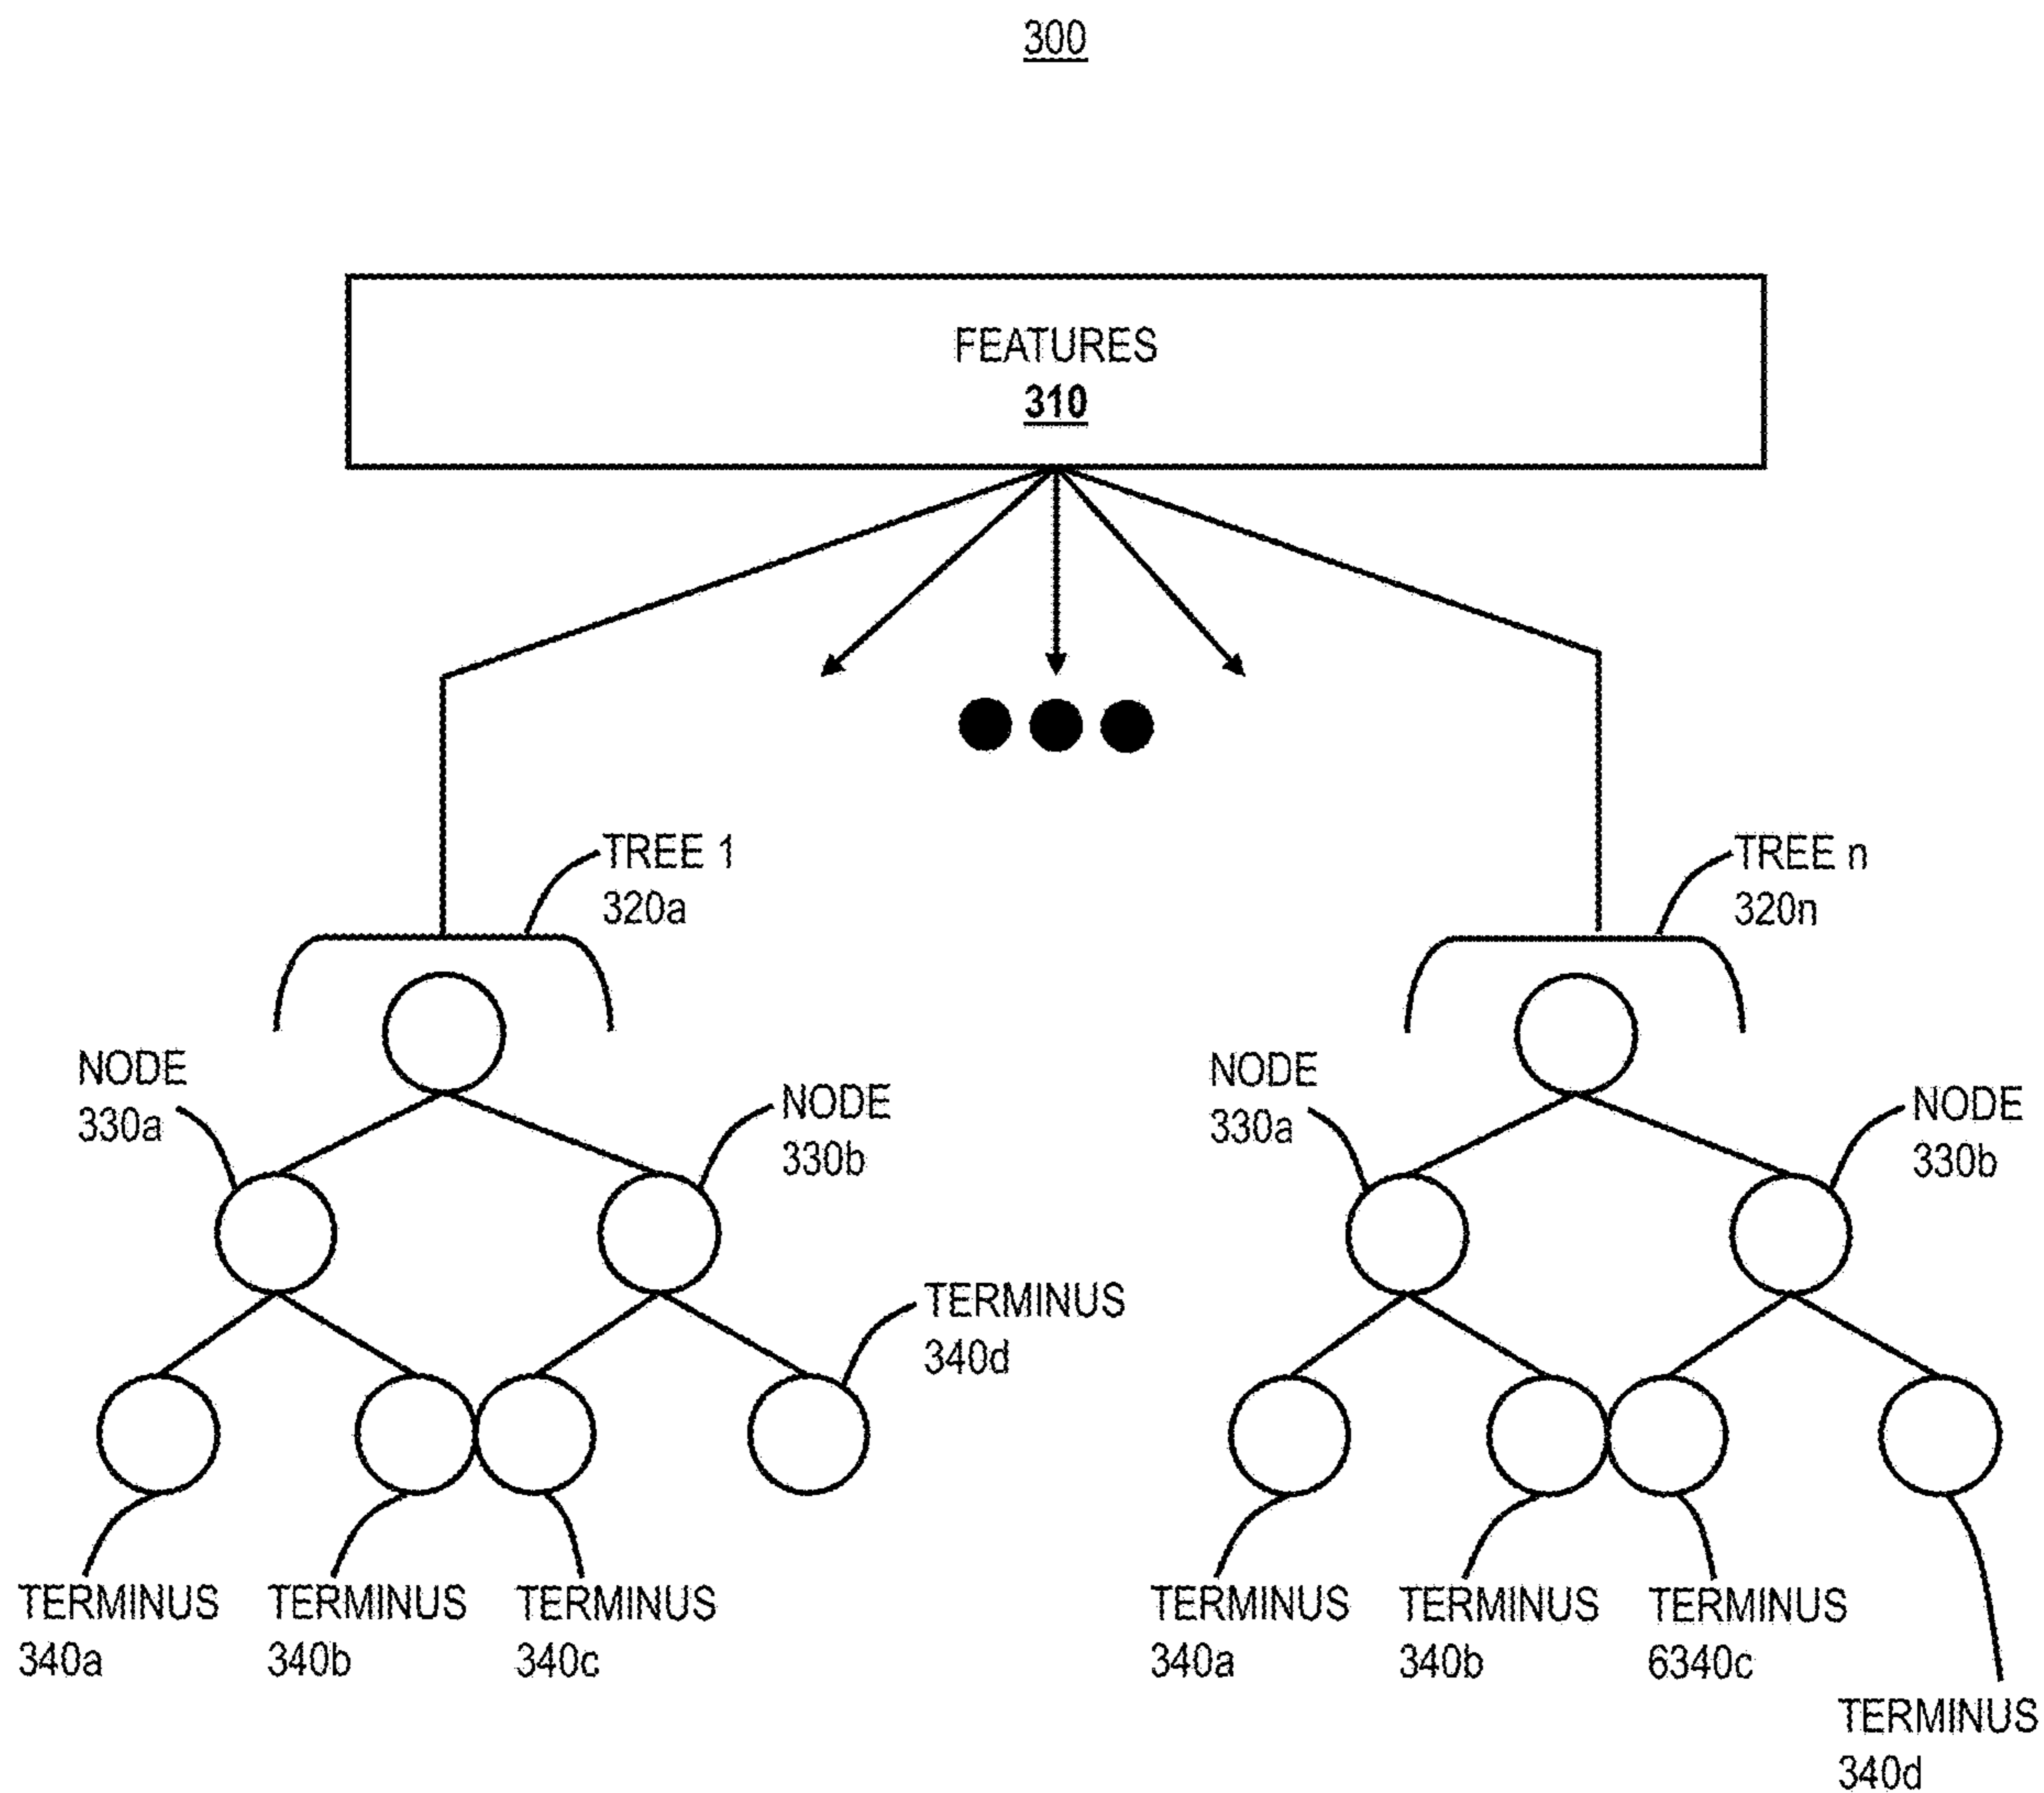 300
FEATURES
310
TREE 1
320a
TREE n
320n
NODE
330a
NODE
330b
NODE
330a
NODE
330b
TERMINUS
340d
TERMINUS
340a
TERMINUS
340b
TERMINUS
340c
TERMINUS
340a
TERMINUS
340b
TERMINUS
6340c
TERMINUS
340d